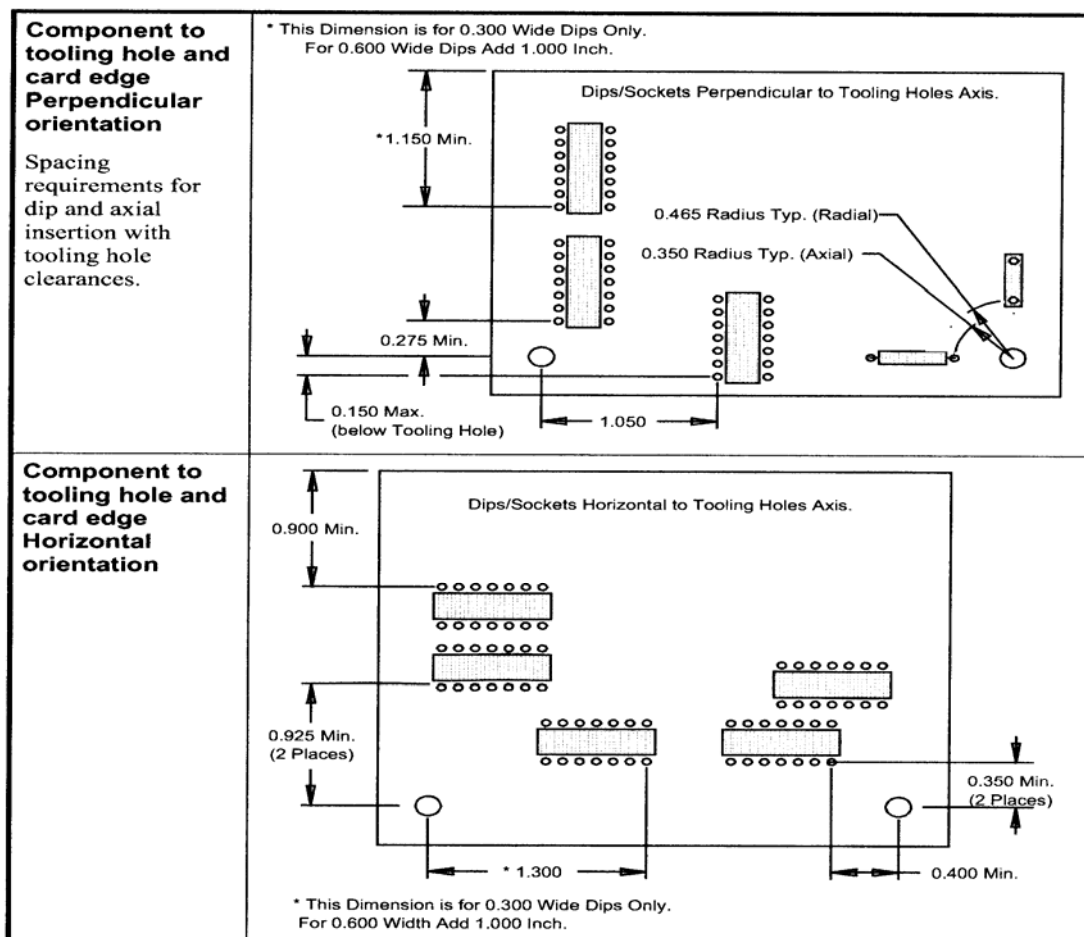 Component to
tooling hole and
card edge
Perpendicular
orientation
Spacing
requirements for
dip and axial
insertion with
tooling hole
clearances.
* This Dimension is for 0.300 Wide Dips Only.
For 0.600 Wide Dips Add 1.000 Inch.
Dips/Sockets Perpendicular to Tooling Holes Axis.
*1.150 Min.
0.465 Radius Typ. (Radial)
0.350 Radius Typ. (Axial)
0.275 Min.
0.150 Max.
(below Tooling Hole)
1.050
Component to
tooling hole and
card edge
Horizontal
orientation
Dips/Sockets Horizontal to Tooling Holes Axis.
0.900 Min.
0.925 Min.
(2 Places)
0.350 Min.
(2 Places)
* 1.300
0.400 Min.
* This Dimension is for 0.300 Wide Dips Only.
For 0.600 Width Add 1.000 Inch.